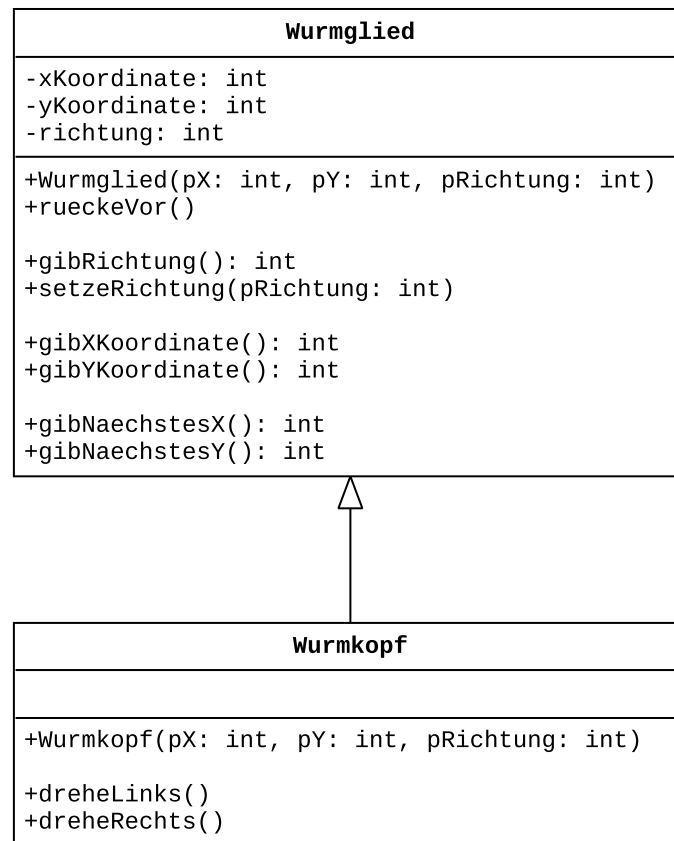 Wurmglied
-xKoordinate: int
-yKoordinate: int
-richtung: int
+Wurmglied(pX: int, pY: int, pRichtung: int)
+rueckeVor()
+gibRichtung(): int
+setzeRichtung(pRichtung: int)
+gibXKoordinate(): int
+gibYKoordinate(): int
+gibNaechstesX(): int
+gibNaechstesY(): int
Wurmkopf
+Wurmkopf(pX: int, pY: int, pRichtung: int)
+dreheLinks()
+dreheRechts()